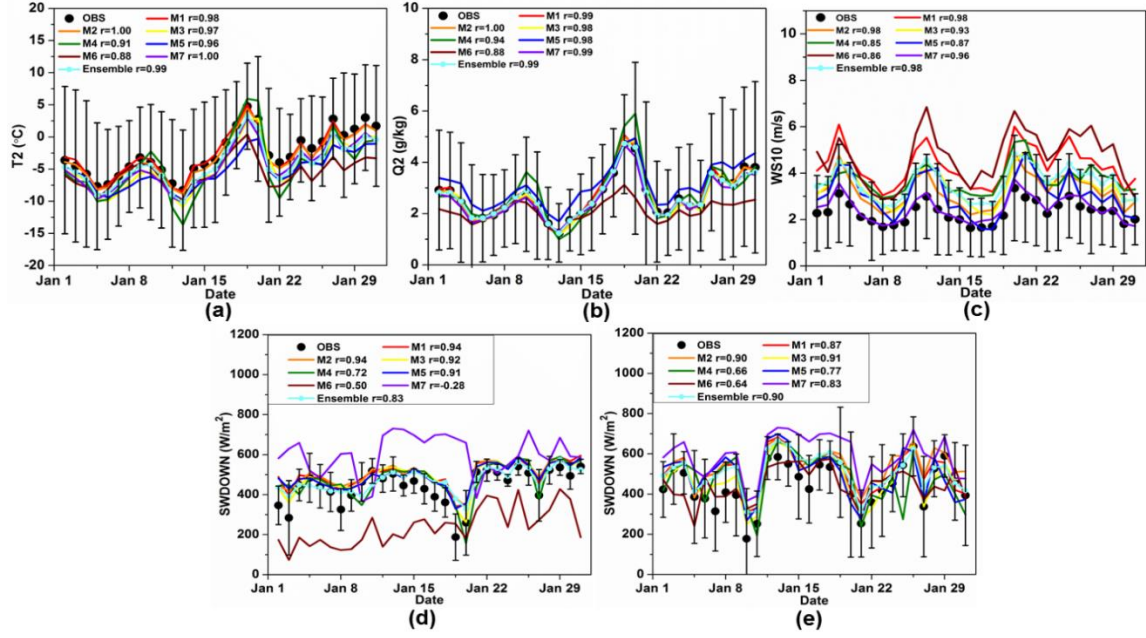 OBS M1 r=0.98
M2 r=1.00 M3 r=0.97
M4 r=0.91 M5 r=0.96
M6 r=0.88 M7 r=1.00
Ensemble r=0.99
20
15
10
5
0
-5
-10
-15
-20
T2 (°C)
Jan 1 Jan 8 Jan 15 Jan 22 Jan 29
Date
(a)
OBS M1 r=0.99
M2 r=1.00 M3 r=0.98
M4 r=0.94 M5 r=0.98
M6 r=0.88 M7 r=0.99
Ensemble r=0.99
10
8
6
4
2
0
Q2 (g/kg)
Jan 1 Jan 8 Jan 15 Jan 22 Jan 29
Date
(b)
OBS M1 r=0.98
M2 r=0.98 M3 r=0.93
M4 r=0.85 M5 r=0.87
M6 r=0.86 M7 r=0.96
Ensemble r=0.98
10
8
6
4
2
0
WS10 (m/s)
Jan 1 Jan 8 Jan 15 Jan 22 Jan 29
Date
(c)
OBS M1 r=0.94
M2 r=0.94 M3 r=0.92
M4 r=0.72 M5 r=0.91
M6 r=0.50 M7 r=-0.28
Ensemble r=0.83
1200
1000
800
600
400
200
0
SWDOWN (W/m²)
Jan 1 Jan 8 Jan 15 Jan 22 Jan 29
Date
(d)
OBS M1 r=0.87
M2 r=0.90 M3 r=0.91
M4 r=0.66 M5 r=0.77
M6 r=0.64 M7 r=0.83
Ensemble r=0.90
1200
1000
800
600
400
200
0
SWDOWN (W/m²)
Jan 1 Jan 8 Jan 15 Jan 22 Jan 29
Date
(e)